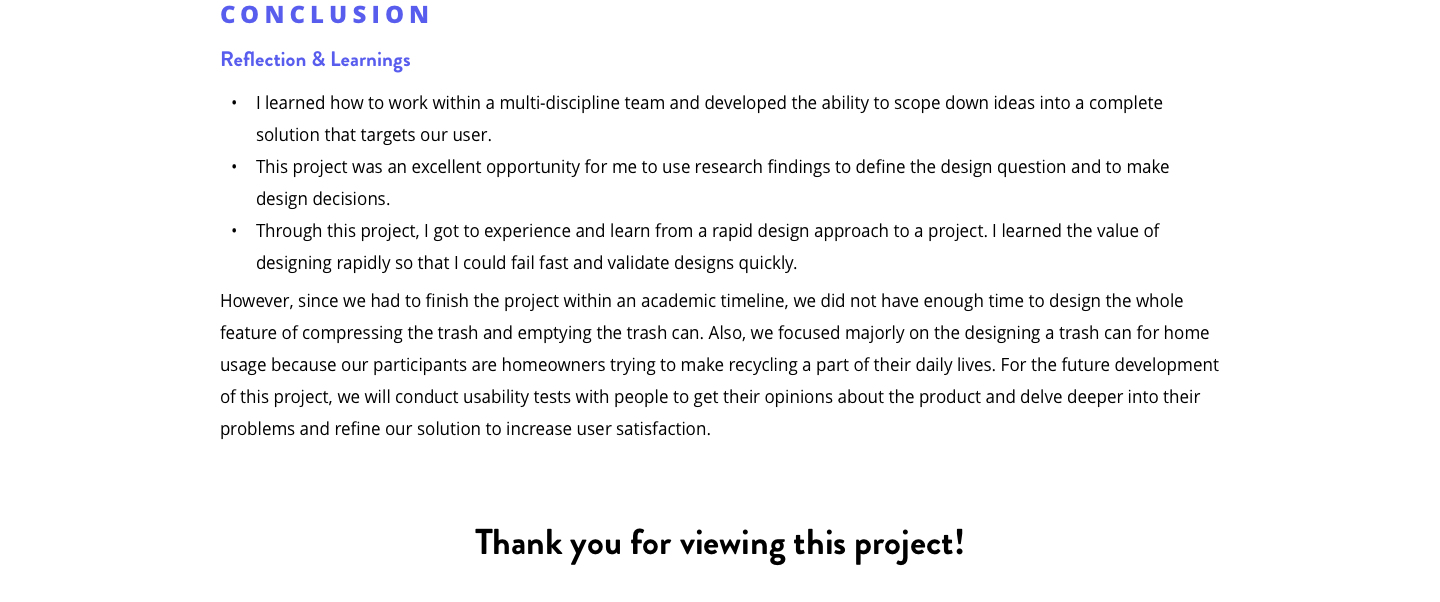 CONCLUSION
Reflection & Learnings
• I learned how to work within a multi-discipline team and developed the ability to scope down ideas into a complete
solution that targets our user.
• This project was an excellent opportunity for me to use research findings to define the design question and to make
design decisions.
• Through this project, I got to experience and learn from a rapid design approach to a project. I learned the value of
designing rapidly so that I could fail fast and validate designs quickly.
However, since we had to finish the project within an academic timeline, we did not have enough time to design the whole
feature of compressing the trash and emptying the trash can. Also, we focused majorly on the designing a trash can for home
usage because our participants are homeowners trying to make recycling a part of their daily lives. For the future development
of this project, we will conduct usability tests with people to get their opinions about the product and delve deeper into their
problems and refine our solution to increase user satisfaction.
Thank you for viewing this project!